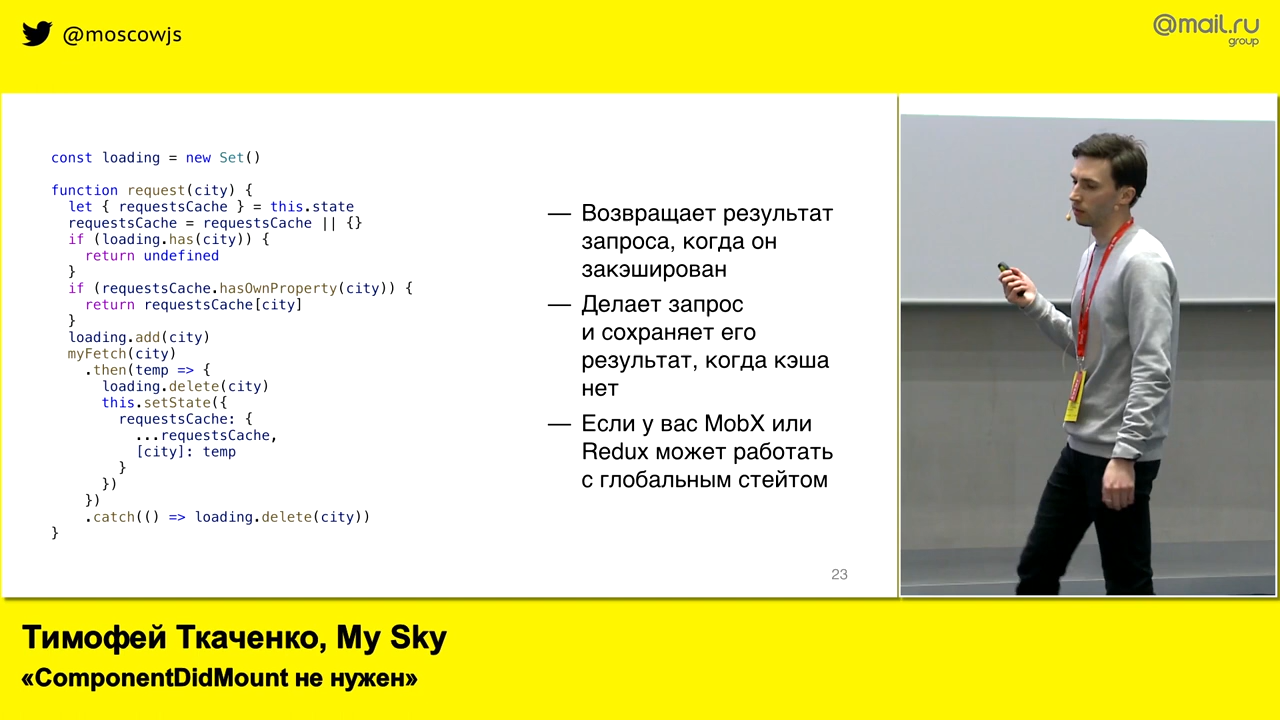 @moscowjs
@mail.ru
group
const loading = new Set()
function request(city) {
let { requestsCache } = this.state
requestsCache = requestsCache || {}
if (loading.has(city)) {
return undefined
}
if (requestsCache.hasOwnProperty(city)) {
return requestsCache[city]
}
loading.add(city)
myFetch(city)
.then(temp => {
loading.delete(city)
this.setState({
requestsCache: {
...requestsCache,
[city]: temp
}
})
})
.catch(() => loading.delete(city))
}
— Возвращает результат
запроса, когда он
закэширован
— Делает запрос
и сохраняет его
результат, когда кэша
нет
— Если у вас MobX или
Redux может работать
с глобальным стейтом
23
Тимофей Ткаченко, My Sky
«ComponentDidMount не нужен»